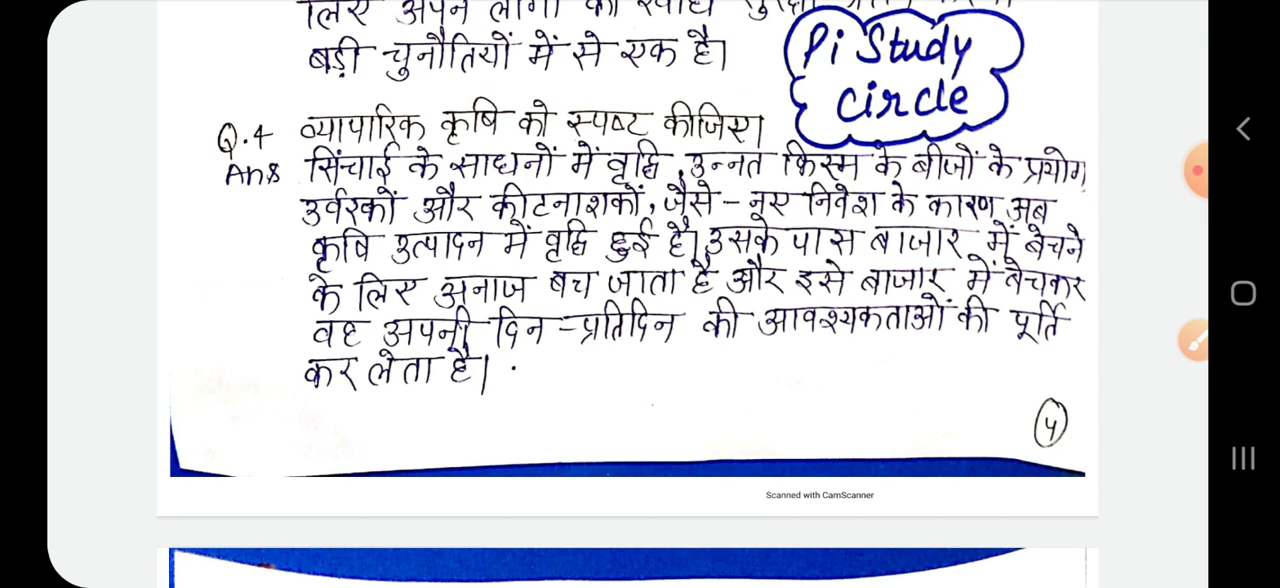 लिए अपने लोगों को
बड़ी चुनौतियों में से एक है।
Pi Study
Circle
Q.4 व्यापारिक कृषि को स्पष्ट कीजिए।
Ans सिंचाई के साधनों में वृद्धि, उन्नत किस्म के बीजों के प्रयोग,
उर्वरकों और कीटनाशकों, जैसे - नए निवेश के कारण अब
कृषि उत्पादन में वृद्धि हुई है। उसके पास बाजार में बेचने
के लिए अनाज बच जाता है और इसे बाजार में बेचकर
वह अपनी दिन-प्रतिदिन की आवश्यकताओं की पूर्ति
कर लेता है।
4
Scanned with CamScanner